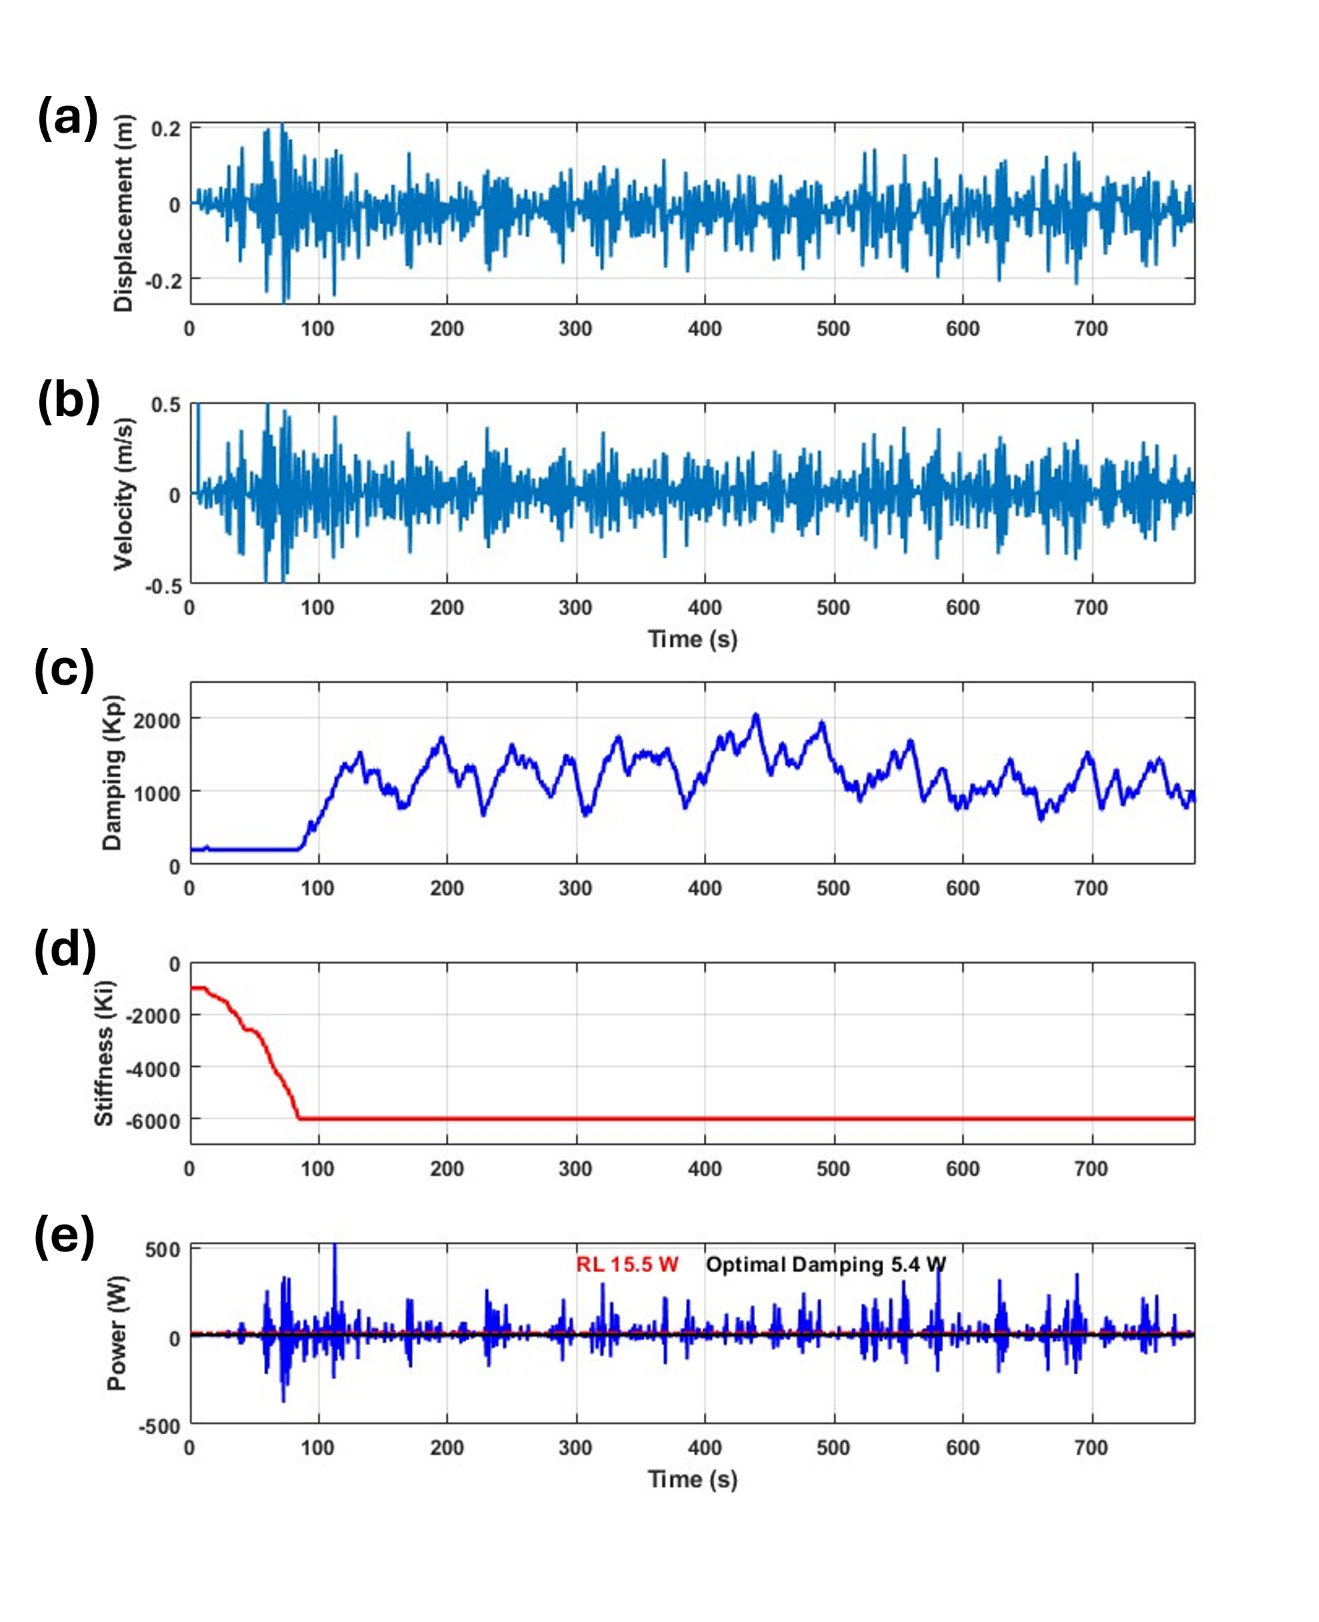 (a)
Displacement (m)
0.2
0
-0.2
0 100 200 300 400 500 600 700
(b)
Velocity (m/s)
0.5
0
-0.5
0 100 200 300 400 500 600 700
Time (s)
(c)
Damping (Kp)
2000
1000
0
0 100 200 300 400 500 600 700
(d)
Stiffness (Ki)
0
-2000
-4000
-6000
0 100 200 300 400 500 600 700
(e)
Power (W)
500
0
-500
RL 15.5 W Optimal Damping 5.4 W
0 100 200 300 400 500 600 700
Time (s)